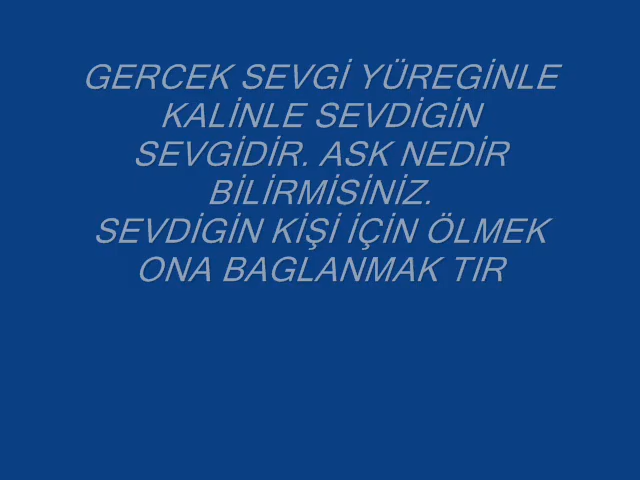 GERCEK SEVGİ YÜREGİNLE
KALİNLE SEVDİGİN
SEVGİDİR. ASK NEDİR
BİLİRMİSİNİZ.
SEVDİGİN KİŞİ İÇİN ÖLMEK
ONA BAGLANMAK TIR